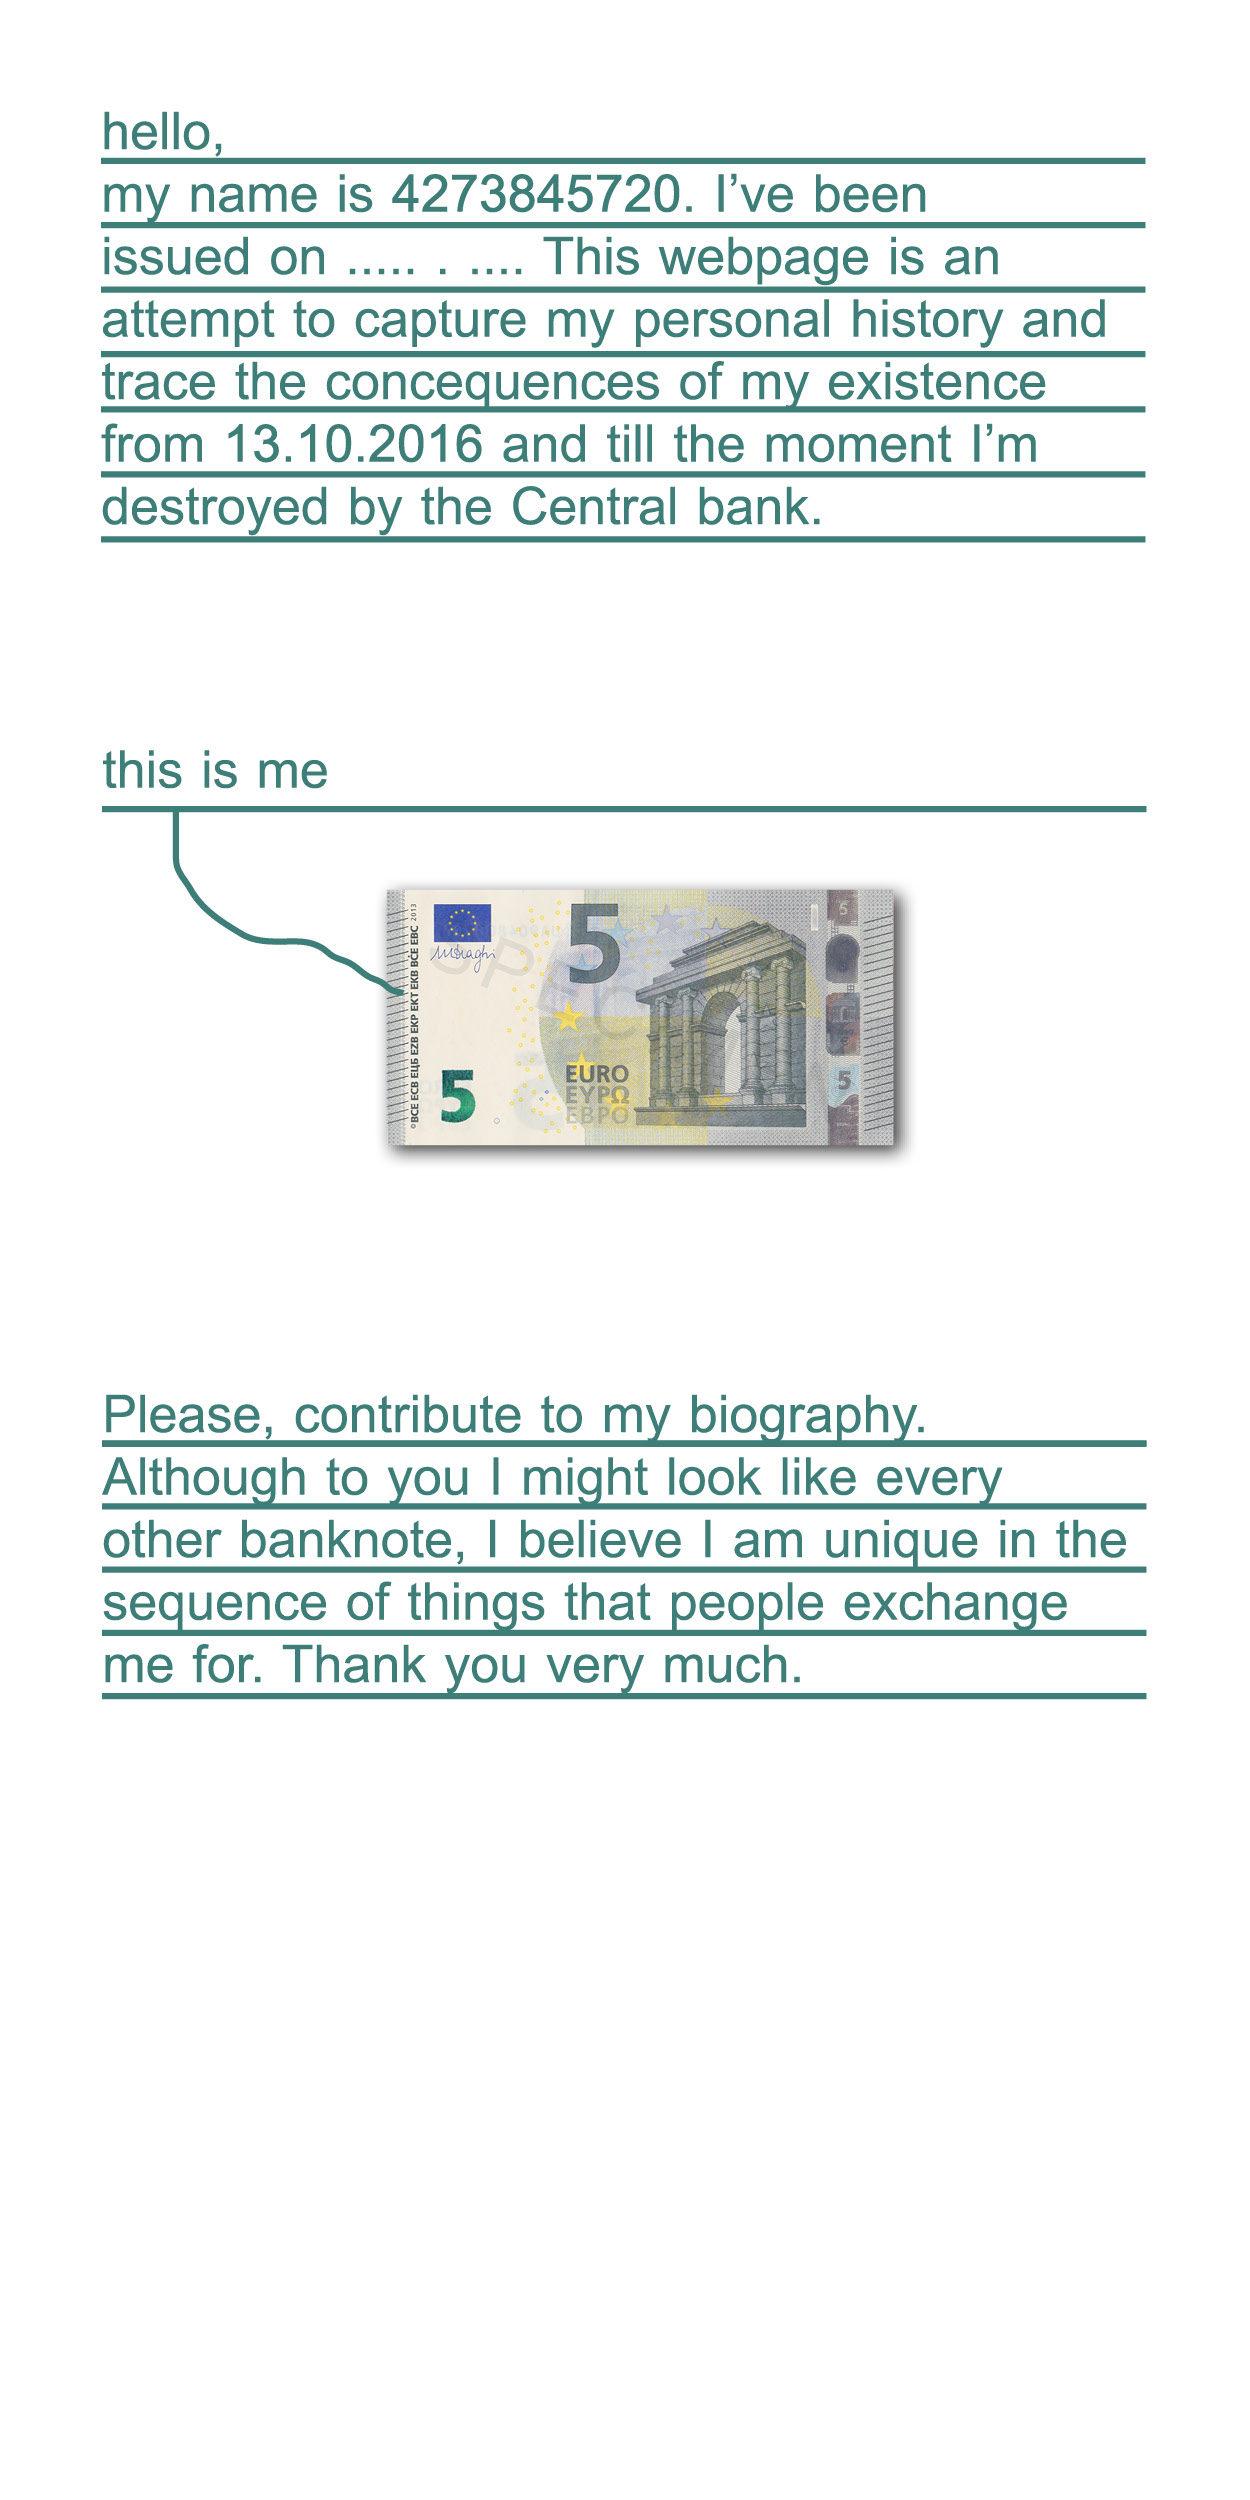 hello,
my name is 4273845720. I've been
issued on ..... . .... This webpage is an
attempt to capture my personal history and
trace the concequences of my existence
from 13.10.2016 and till the moment I'm
destroyed by the Central bank.
this is me
©BCE ECB ЕЦБ EZB EKP EKT EKB BĊE EBC 2013
MDraghi
SPEC
5
5
5
EURO
ΕΥΡΩ
ЕВРО
5
5
Please, contribute to my biography.
Although to you I might look like every
other banknote, I believe I am unique in the
sequence of things that people exchange
me for. Thank you very much.